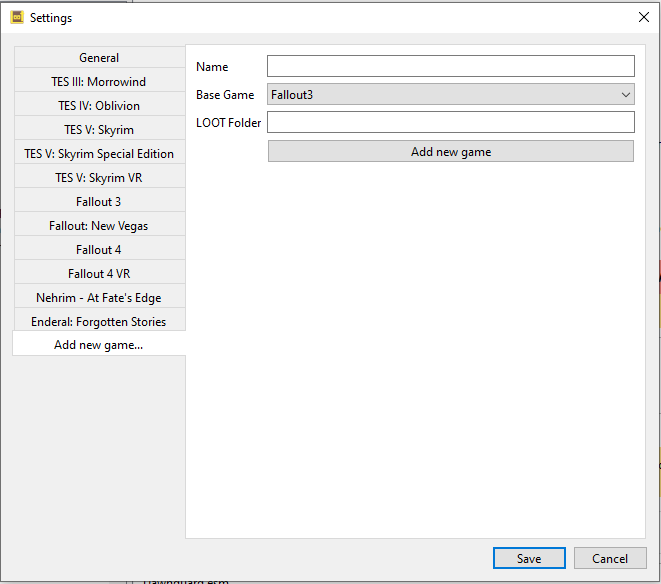 Settings
General
TES III: Morrowind
TES IV: Oblivion
TES V: Skyrim
TES V: Skyrim Special Edition
TES V: Skyrim VR
Fallout 3
Fallout: New Vegas
Fallout 4
Fallout 4 VR
Nehrim - At Fate's Edge
Enderal: Forgotten Stories
Add new game...
Name
Base Game Fallout3
LOOT Folder
Add new game
Save Cancel
Dawnguard.esm